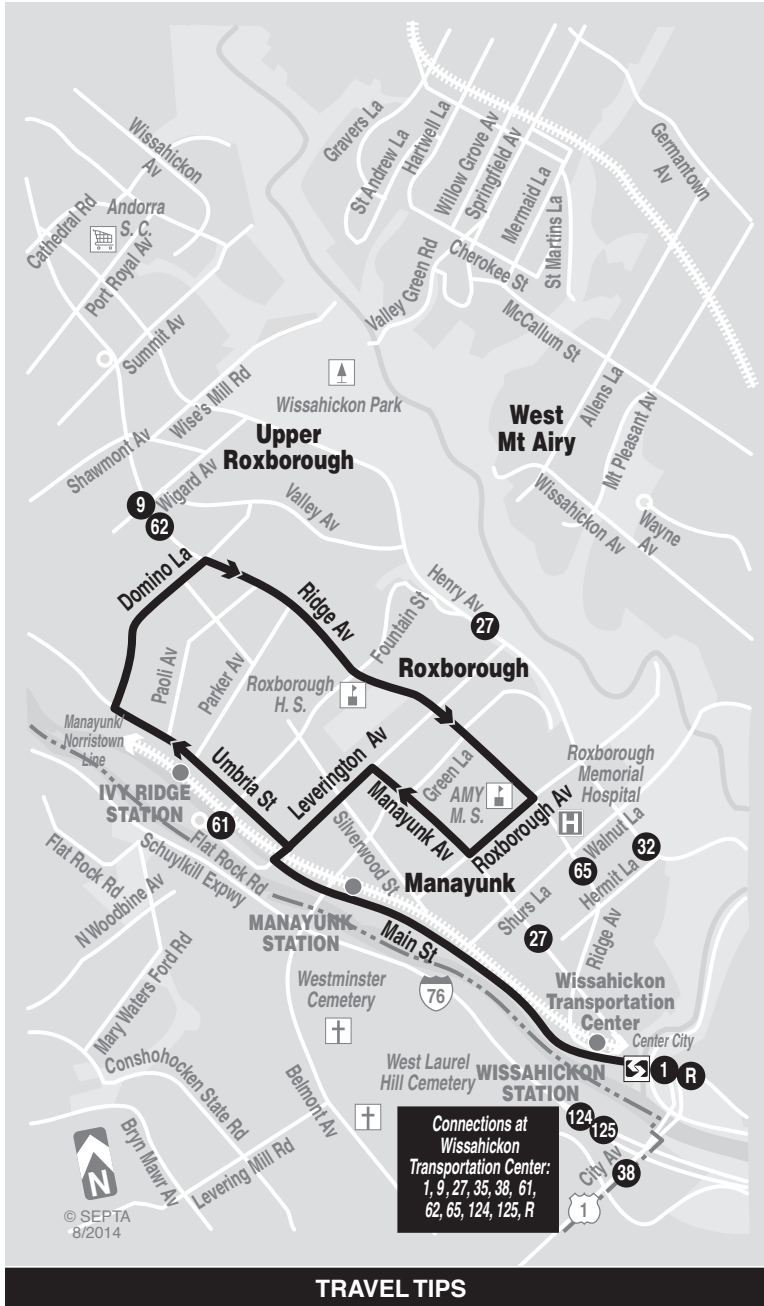 Wissahickon
Av
Gravers La
St Andrew La
Hartwell La
Willow Grove Av
Springfield Av
Mermaid La
St Martins La
Germantown
Av
Cathedral Rd
Andorra
S. C.
Port Royal Av
Cherokee St
Valley Green Rd
McCallum St
Summit Av
Wissahickon Park
Wise's Mill Rd
Upper
Roxborough
West
Mt Airy
Allens La
Mt Pleasant Av
Shawmont Av
Wigard Av
Valley Av
Wissahickon Av
Wayne
Av
9
62
Domino La
Ridge Av
Henry Av
27
Fountain St
Roxborough
Paoli Av
Parker Av
Roxborough
H. S.
Manayunk/
Norristown
Line
IVY RIDGE
STATION
Umbria St
Leverington Av
Green La
AMY
M. S.
Manayunk Av
Roxborough Av
Roxborough
Memorial
Hospital
H
Walnut La
32
65
Hermit La
61
Flat Rock Rd
Silverwood St
Manayunk
Shurs La
27
Ridge Av
Flat Rock Rd
Schuylkill Expwy
N Woodbine Av
MANAYUNK
STATION
Main St
Mary Waters Ford Rd
Westminster
Cemetery
76
Wissahickon
Transportation
Center
Center City
1
R
Conshohocken State Rd
Belmont Av
West Laurel
Hill Cemetery
WISSAHICKON
STATION
124
125
City Av
38
1
Bryn Mawr Av
Levering Mill Rd
Connections at
Wissahickon
Transportation Center:
1, 9, 27, 35, 38, 61,
62, 65, 124, 125, R
N
© SEPTA
8/2014
TRAVEL TIPS